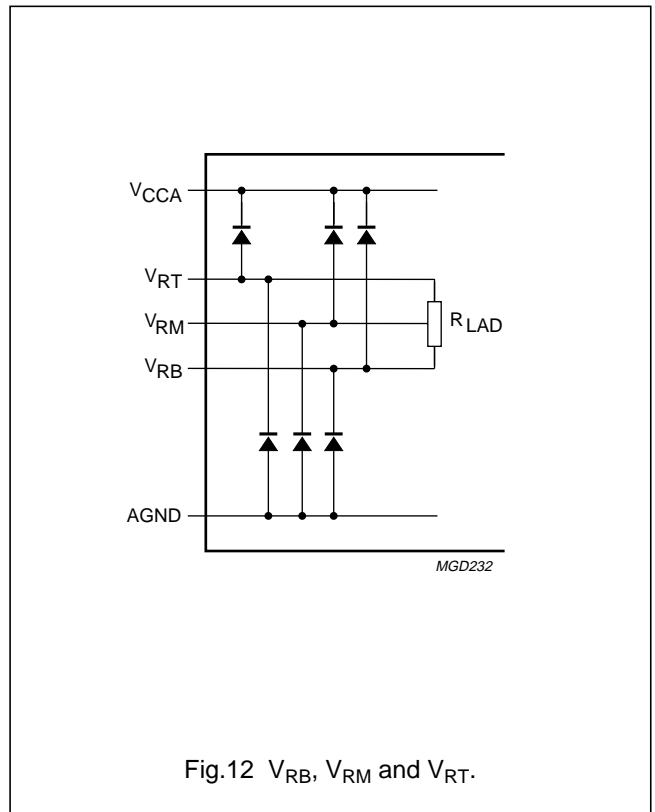 VCCA
VRT
VRM
RLAD
VRB
AGND
MGD232
Fig.12 VRB, VRM and VRT.